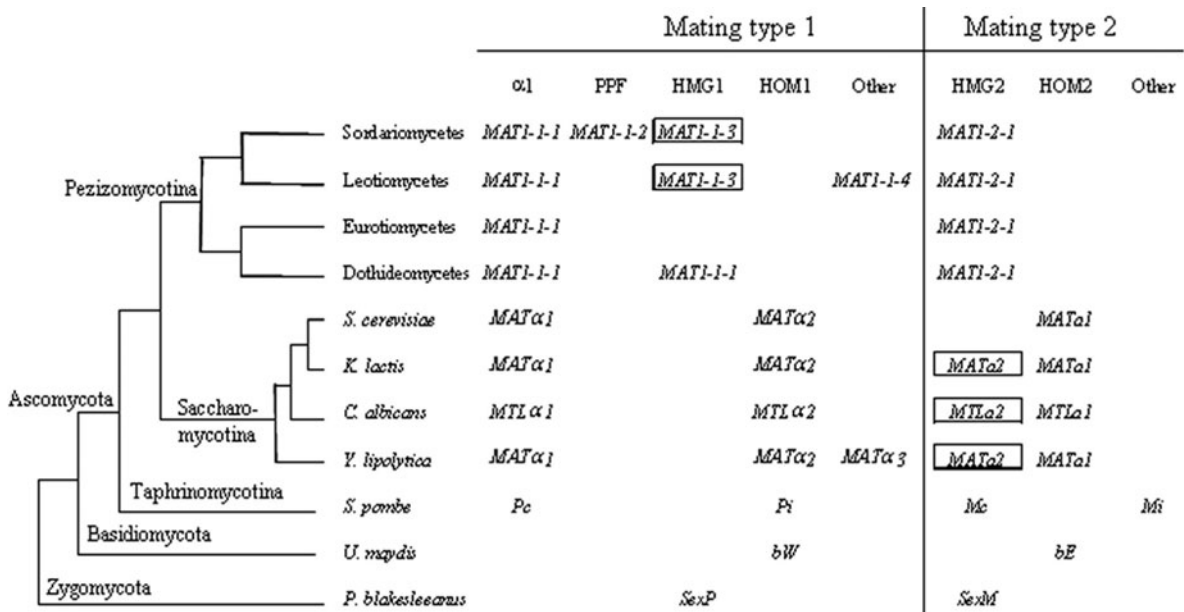 Mating type 1 Mating type 2
α1 PPF HMG1 HOM1 Other HMG2 HOM2 Other
Sordariomycetes MAT1-1-1 MAT1-1-2 MAT1-1-3 MAT1-2-1
Pezizomycotina Leotiomycetes MAT1-1-1 MAT1-1-3 MAT1-1-4 MAT1-2-1
Eurotiomycetes MAT1-1-1 MAT1-2-1
Dothideomycetes MAT1-1-1 MAT1-1-1 MAT1-2-1
S. cerevisiae MATα1 MATα2 MATa1
K. lactis MATα1 MATα2 MATa2 MATa1
Ascomycota Saccharo- C. albicans MTLα1 MTLα2 MTLa2 MTLa1
mycotina
Y. lipolytica MATα1 MATα2 MATα3 MATa2 MATa1
Taphrinomycotina S. pombe Pc Pi Mc Mi
Basidiomycota U. maydis bW bE
Zygomycota P. blakesleeanus SexP SexM